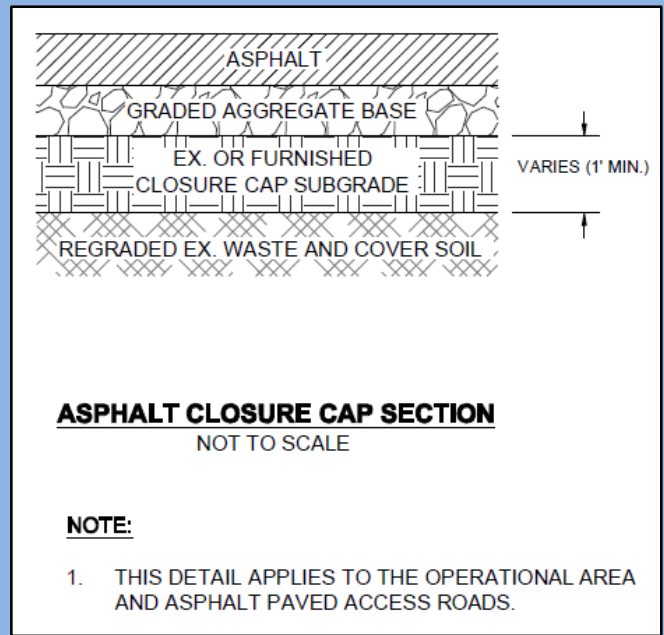 ASPHALT
GRADED AGGREGATE BASE
EX. OR FURNISHED
CLOSURE CAP SUBGRADE
VARIES (1' MIN.)
REGRADED EX. WASTE AND COVER SOIL
ASPHALT CLOSURE CAP SECTION
NOT TO SCALE
NOTE:
1. THIS DETAIL APPLIES TO THE OPERATIONAL AREA
AND ASPHALT PAVED ACCESS ROADS.